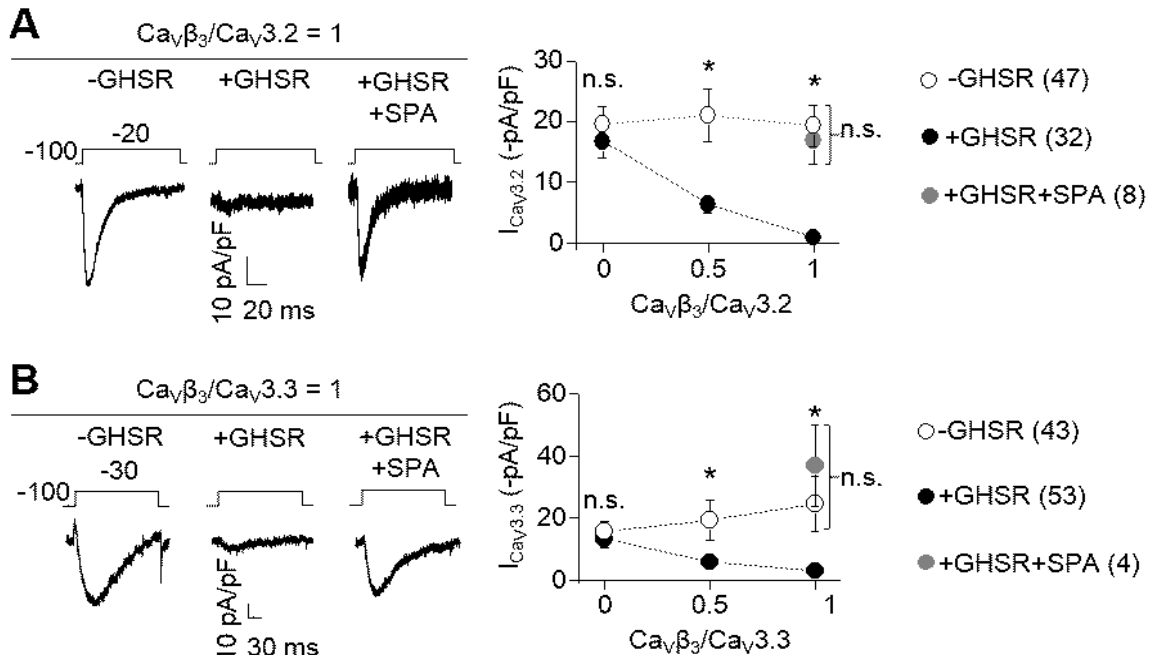 A
CaVβ3/CaV3.2 = 1
-GHSR
+GHSR
+GHSR
+SPA
-20
-100
10 pA/pF
20 ms
ICaV3.2 (-pA/pF)
30
20
10
0
n.s.
*
*
n.s.
0
0.5
1
CaVβ3/CaV3.2
-GHSR (47)
+GHSR (32)
+GHSR+SPA (8)
B
CaVβ3/CaV3.3 = 1
-GHSR
+GHSR
+GHSR
+SPA
-30
-100
10 pA/pF
30 ms
ICaV3.3 (-pA/pF)
60
40
20
0
n.s.
*
*
n.s.
0
0.5
1
CaVβ3/CaV3.3
-GHSR (43)
+GHSR (53)
+GHSR+SPA (4)